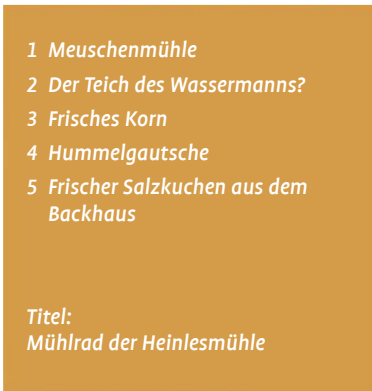 1 Meuschenmühle
2 Der Teich des Wassermanns?
3 Frisches Korn
4 Hummelgautsche
5 Frischer Salzkuchen aus dem
Backhaus
Titel:
Mühlrad der Heinlesmühle